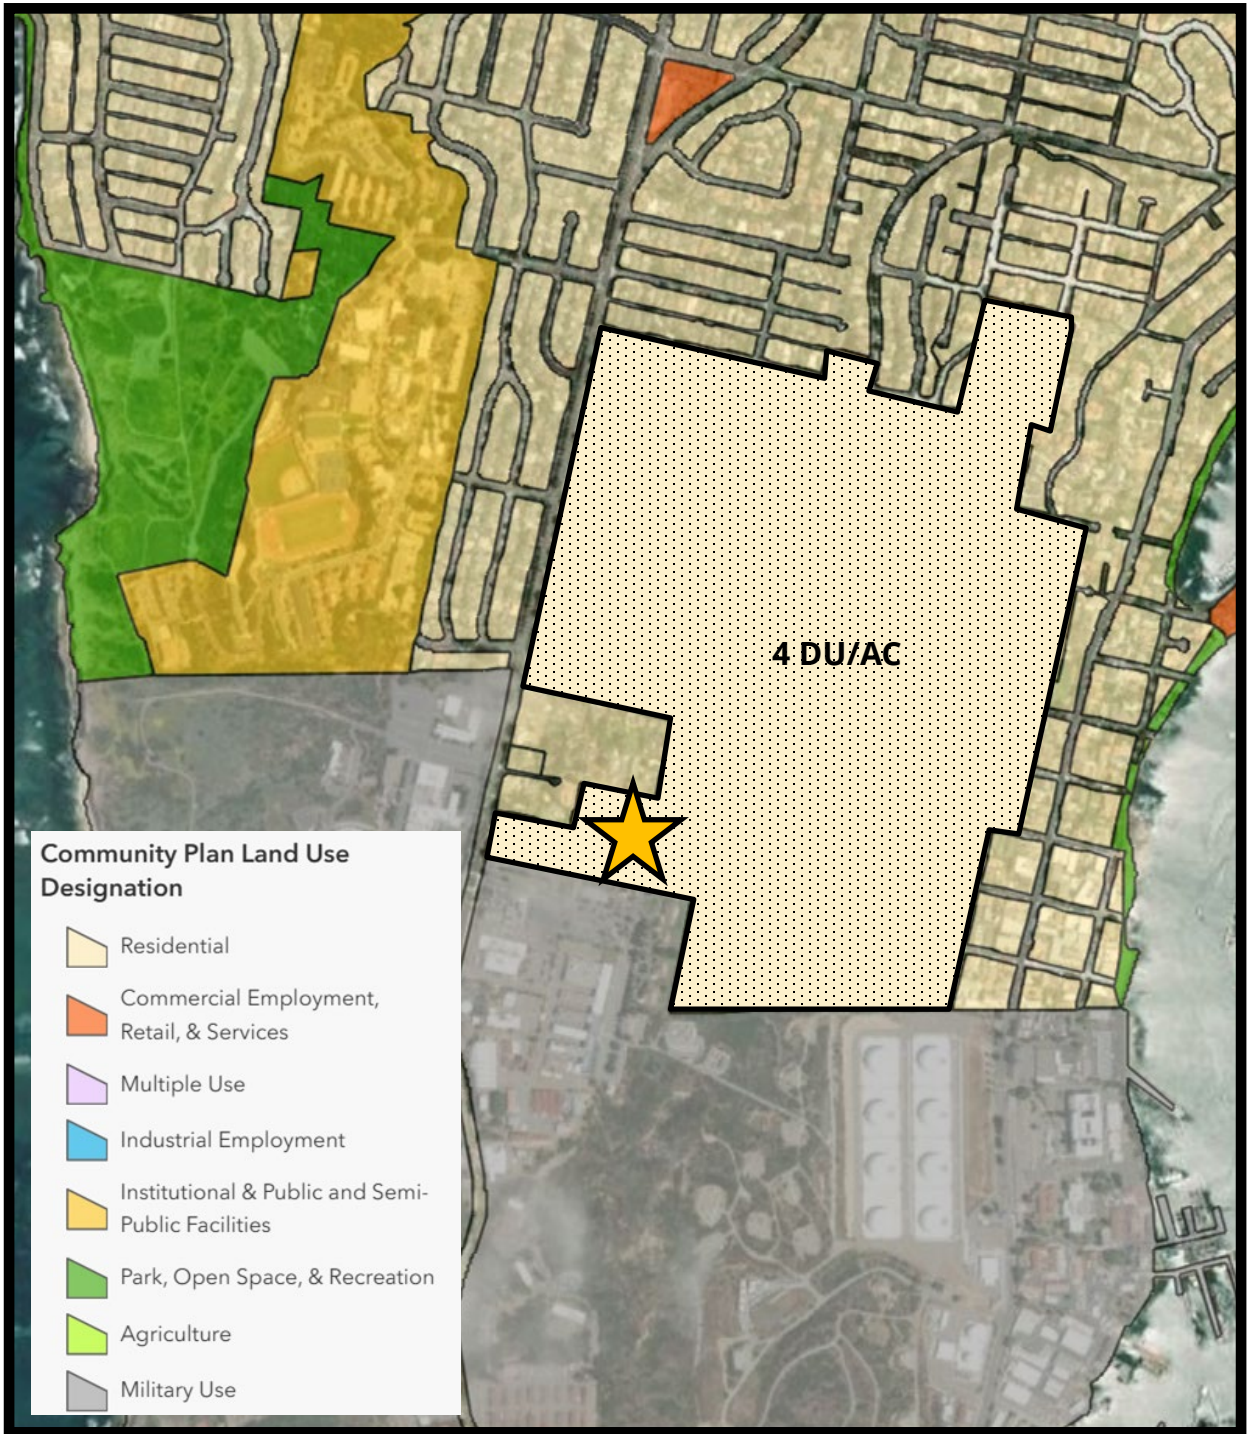 4 DU/AC
Community Plan Land Use
Designation
Residential
Commercial Employment,
Retail, & Services
Multiple Use
Industrial Employment
Institutional & Public and Semi-
Public Facilities
Park, Open Space, & Recreation
Agriculture
Military Use